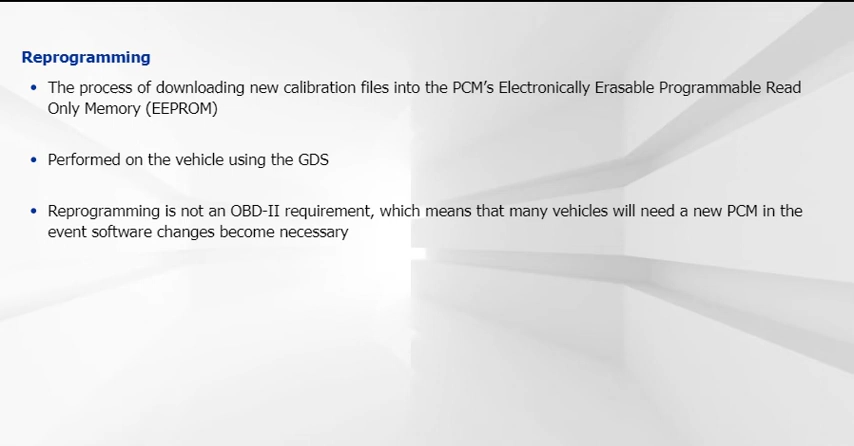 Reprogramming
• The process of downloading new calibration files into the PCM's Electronically Erasable Programmable Read
Only Memory (EEPROM)
• Performed on the vehicle using the GDS
• Reprogramming is not an OBD-II requirement, which means that many vehicles will need a new PCM in the
event software changes become necessary